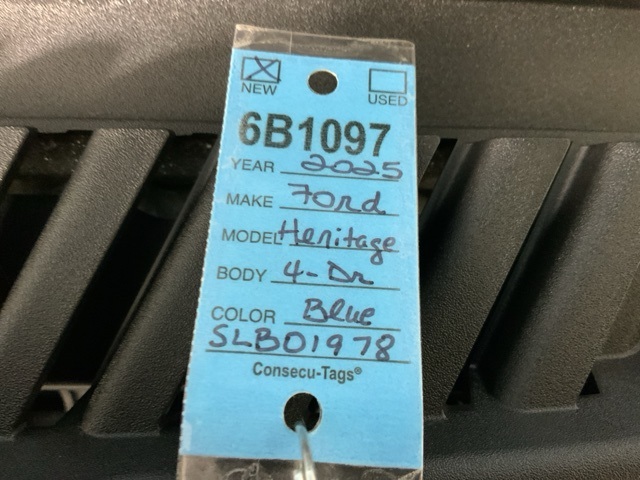 NEW USED
6B1097
YEAR 2025
MAKE Ford
MODEL Heritage
BODY 4-Dr
COLOR Blue
SLB01978
Consecu-Tags®